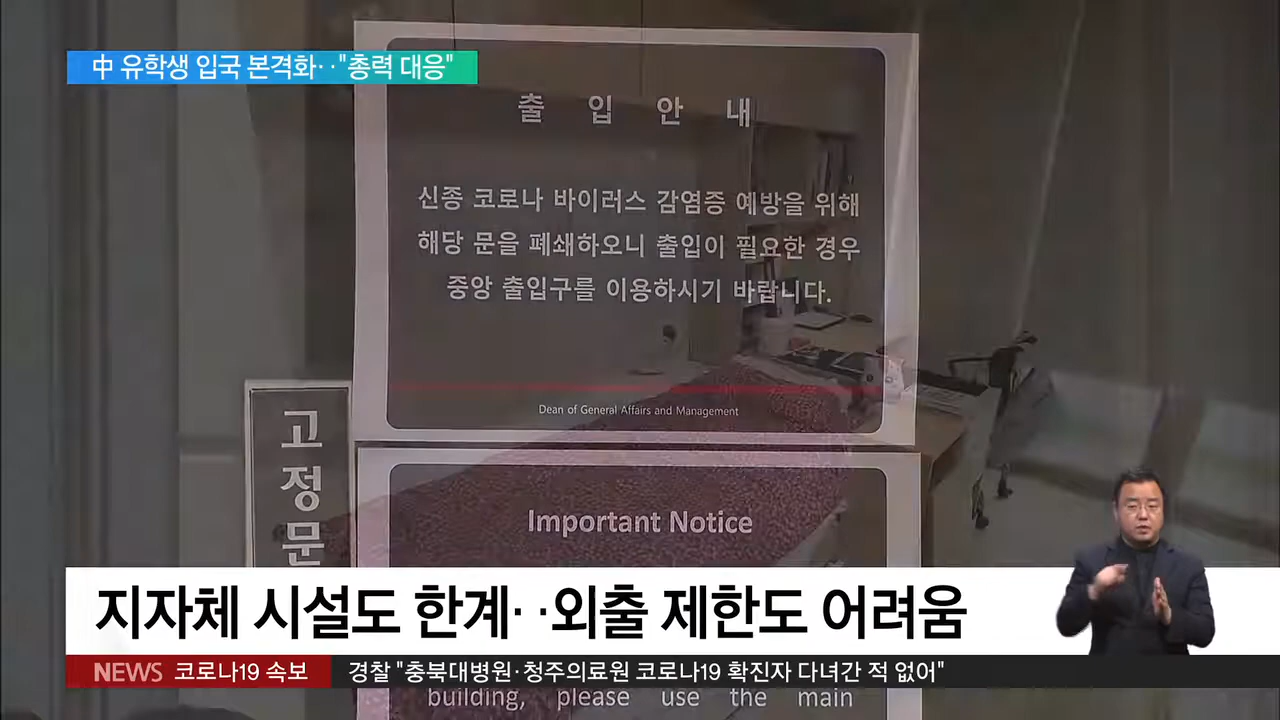 中 유학생 입국 본격화··"총력 대응"
출 입 안 내
신종 코로나 바이러스 감염증 예방을 위해
해당 문을 폐쇄하오니 출입이 필요한 경우
중앙 출입구를 이용하시기 바랍니다.
Dean of General Affairs and Management
고
정
문
Important Notice
지자체 시설도 한계··외출 제한도 어려움
NEWS 코로나19 속보 경찰 "충북대병원·청주의료원 코로나19 확진자 다녀간 적 없어"
building, please use the main